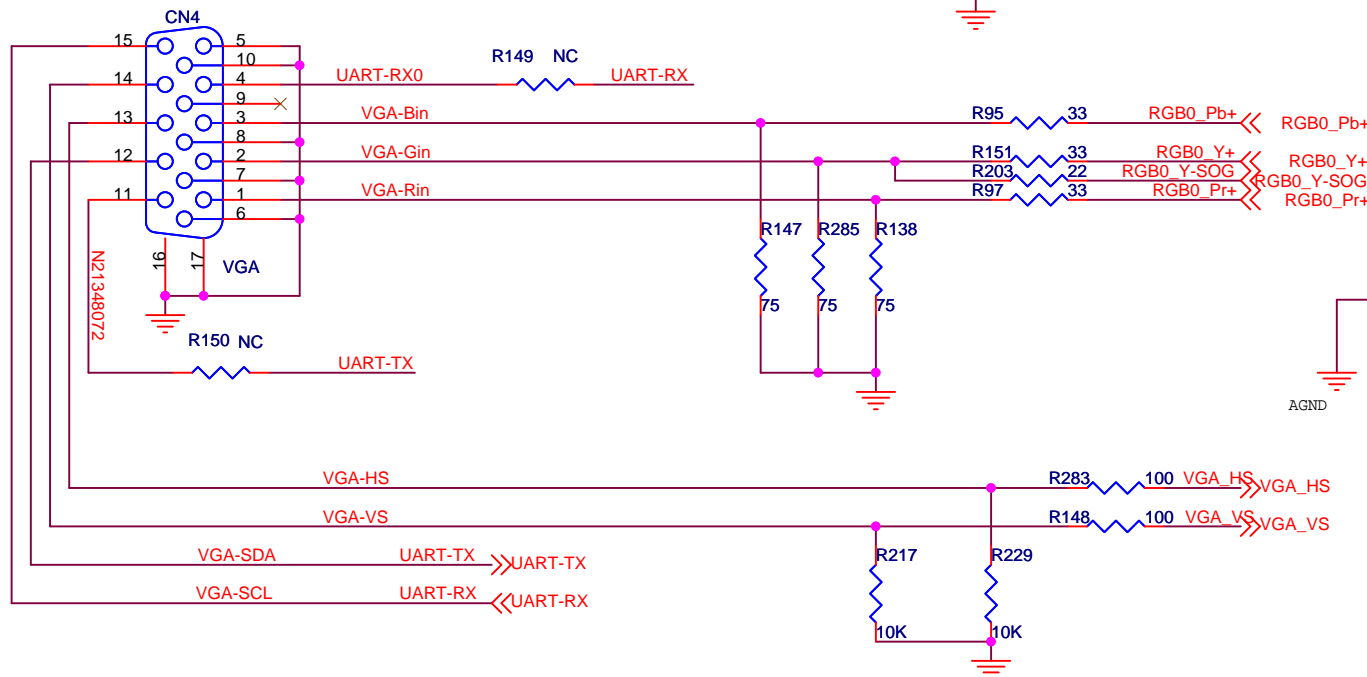 CN4
15 5
10
14 4 UART-RX0 R149 NC UART-RX
9
13 3 VGA-Bin R95 33 RGB0_Pb+ RGB0_Pb+
8
12 2 VGA-Gin R151 33 RGB0_Y+ RGB0_Y+
7 R203 22 RGB0_Y-SOG RGB0_Y-SOG
11 1 VGA-Rin R97 33 RGB0_Pr+ RGB0_Pr+
6
R147 R285 R138
16 17 VGA
N21348072
75 75 75
R150 NC
UART-TX
AGND
VGA-HS R283 100 VGA_HS VGA_HS
VGA-VS R148 100 VGA_VS VGA_VS
VGA-SDA UART-TX UART-TX
R217 R229
VGA-SCL UART-RX UART-RX
10K 10K